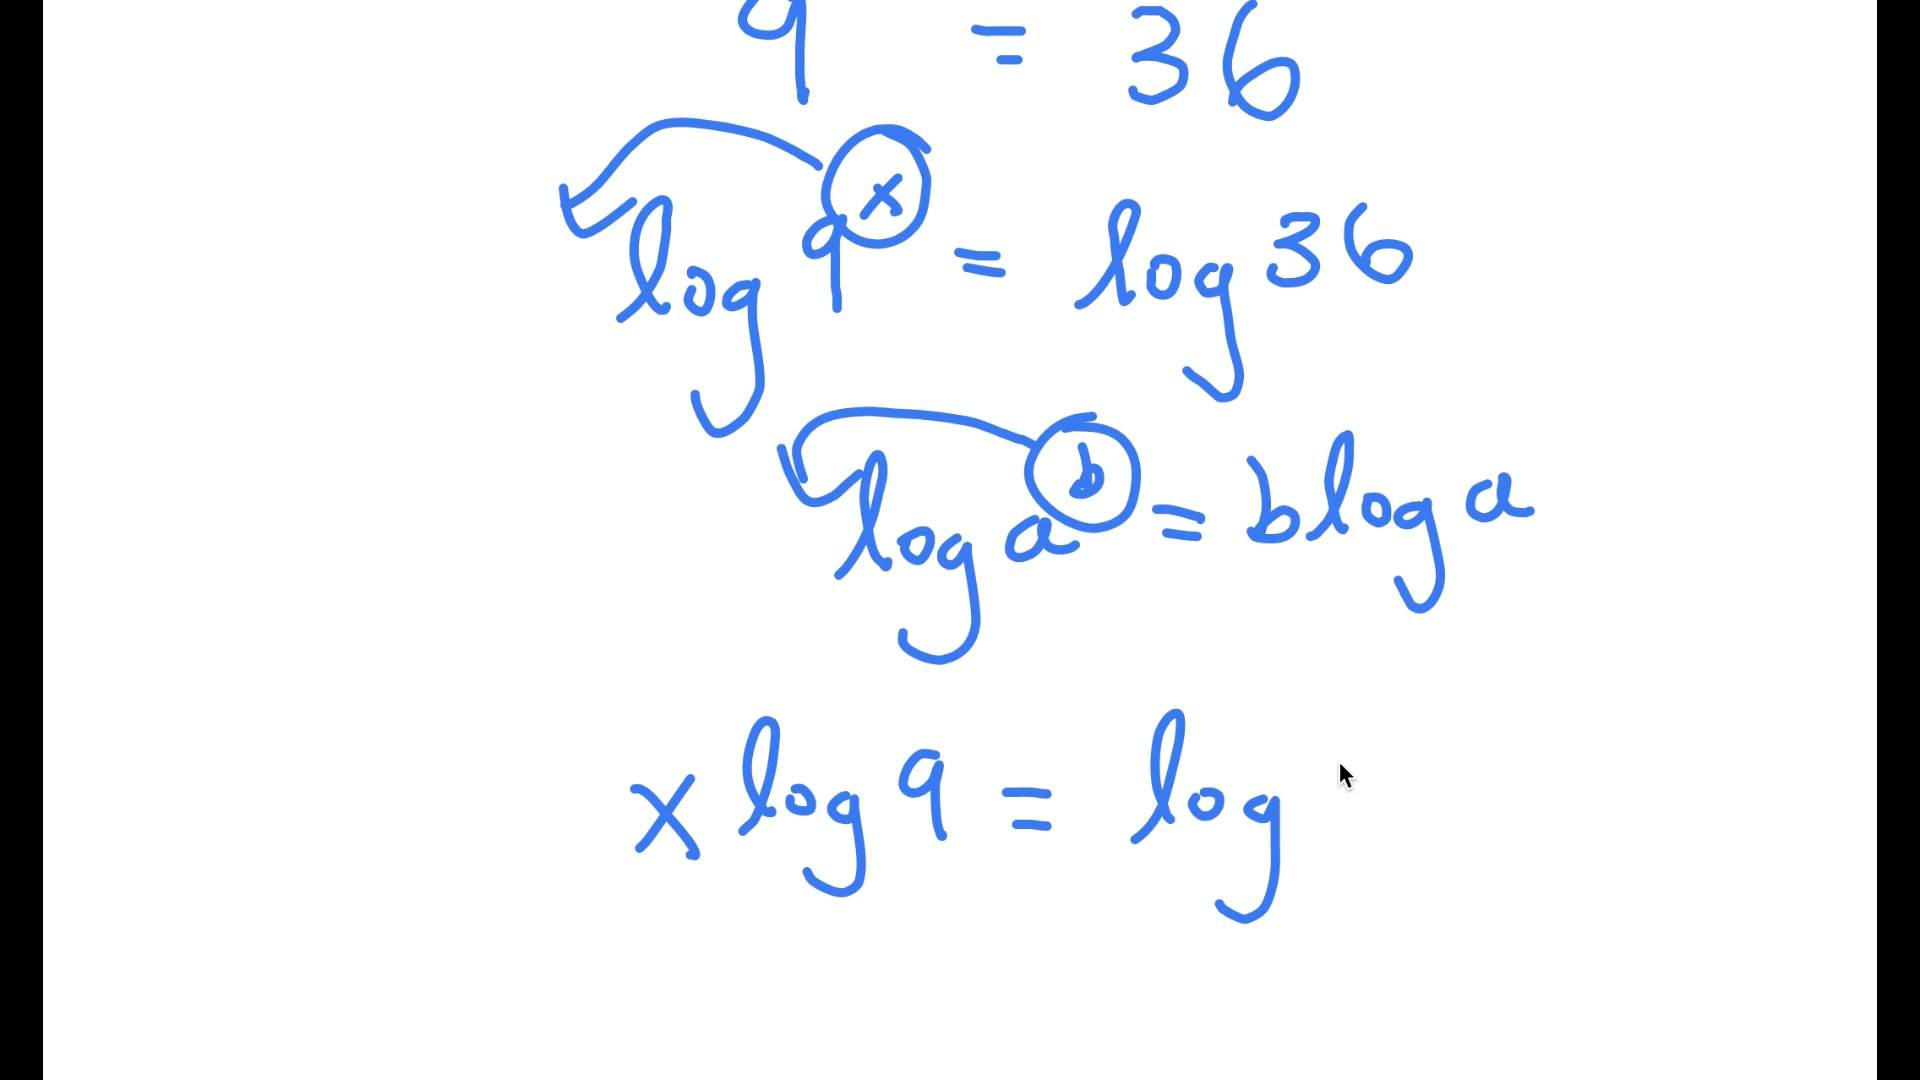 9 = 36
log 9^x = log 36
log a^b = b log a
x log 9 = log